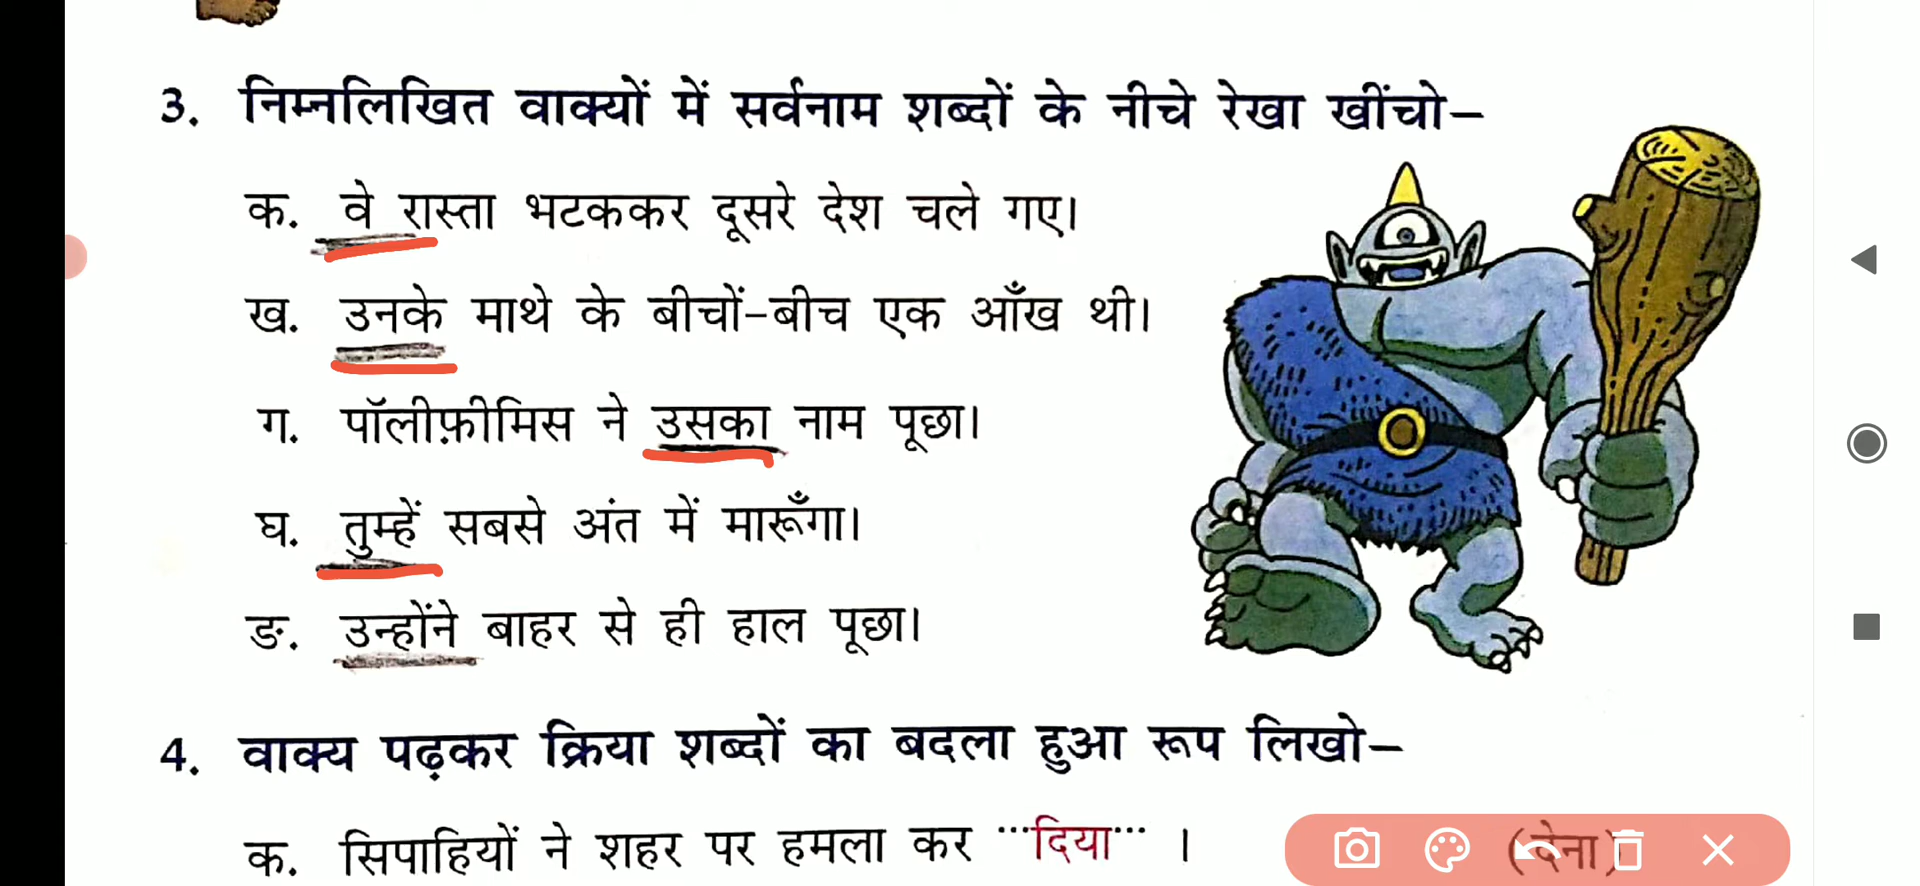 3. निम्नलिखित वाक्यों में सर्वनाम शब्दों के नीचे रेखा खींचो–
क. वे रास्ता भटककर दूसरे देश चले गए।
ख. उनके माथे के बीचों-बीच एक आँख थी।
ग. पॉलीफ़ीमिस ने उसका नाम पूछा।
घ. तुम्हें सबसे अंत में मारूँगा।
ङ. उन्होंने बाहर से ही हाल पूछा।
4. वाक्य पढ़कर क्रिया शब्दों का बदला हुआ रूप लिखो–
क. सिपाहियों ने शहर पर हमला कर ...दिया... । (देना)